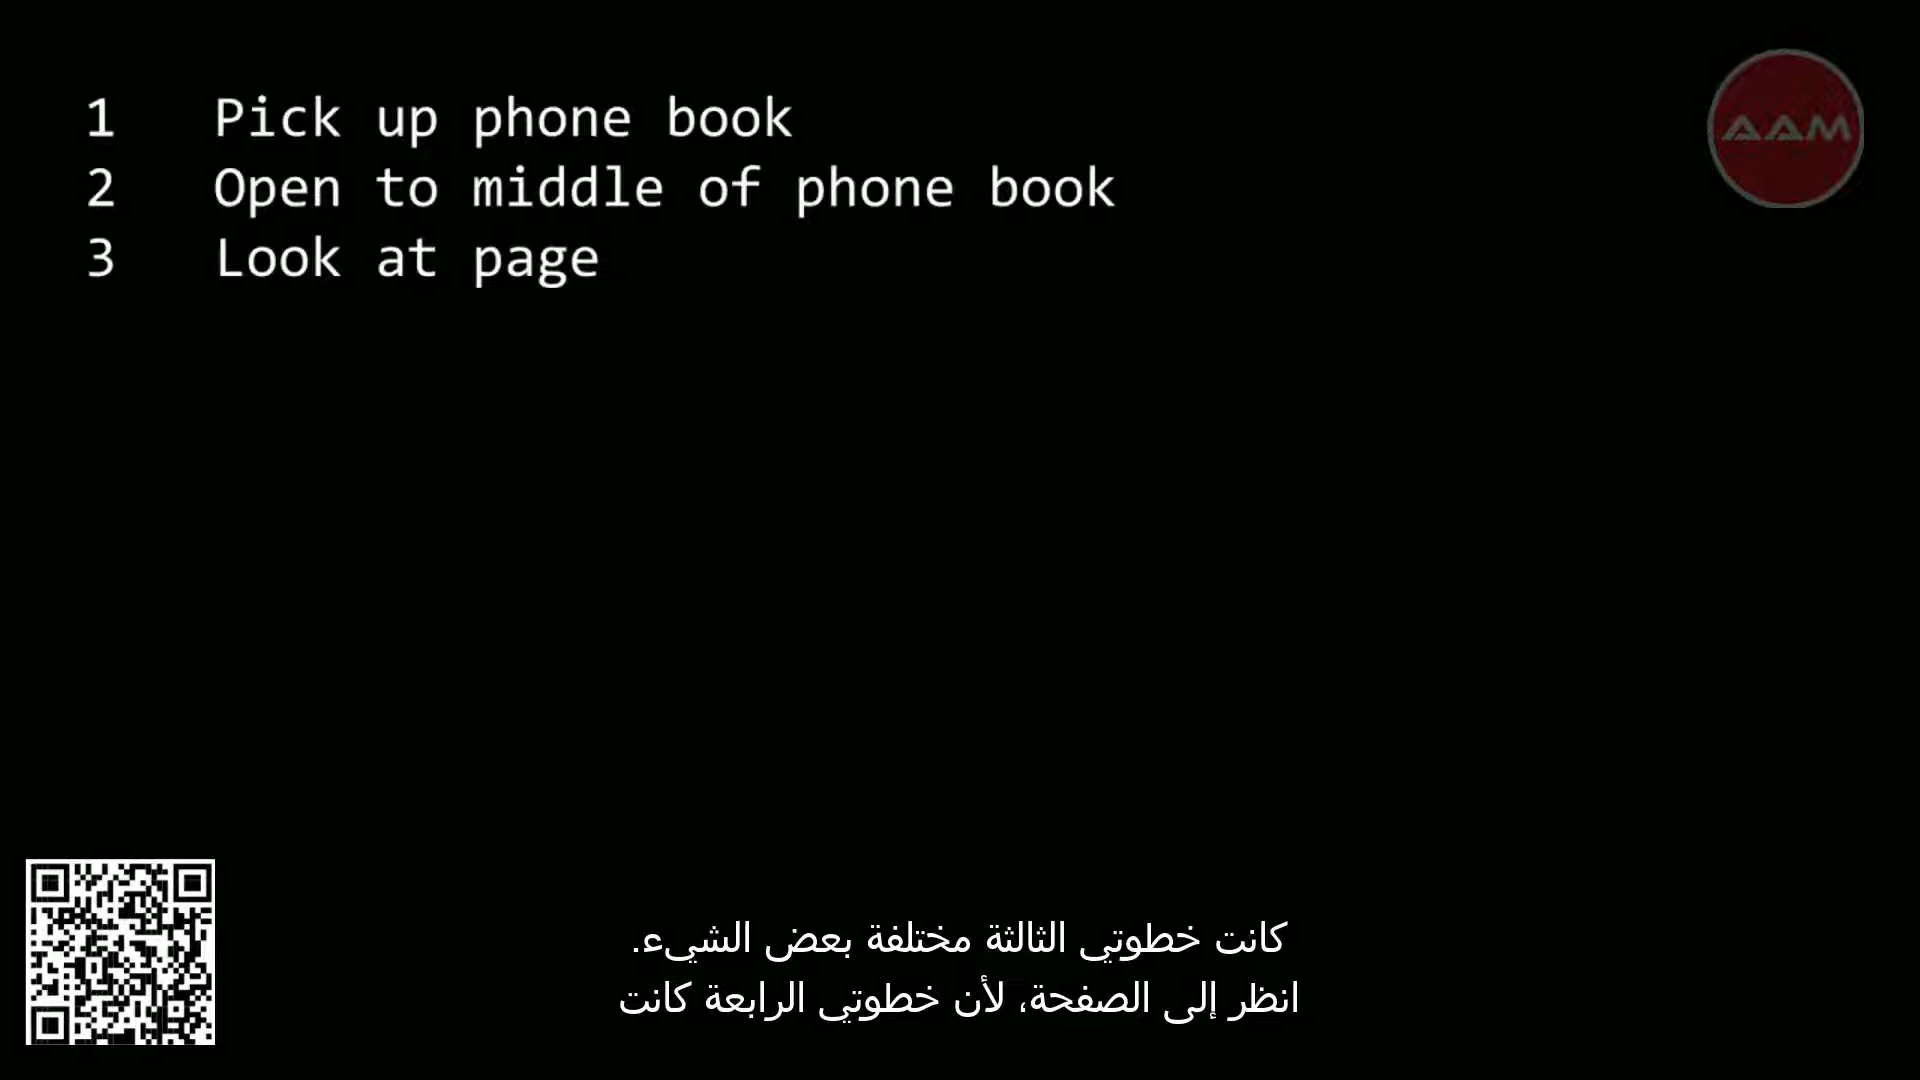 1 Pick up phone book
2 Open to middle of phone book
3 Look at page
AAM
كانت خطوتي الثالثة مختلفة بعض الشيء.
انظر إلى الصفحة، لأن خطوتي الرابعة كانت